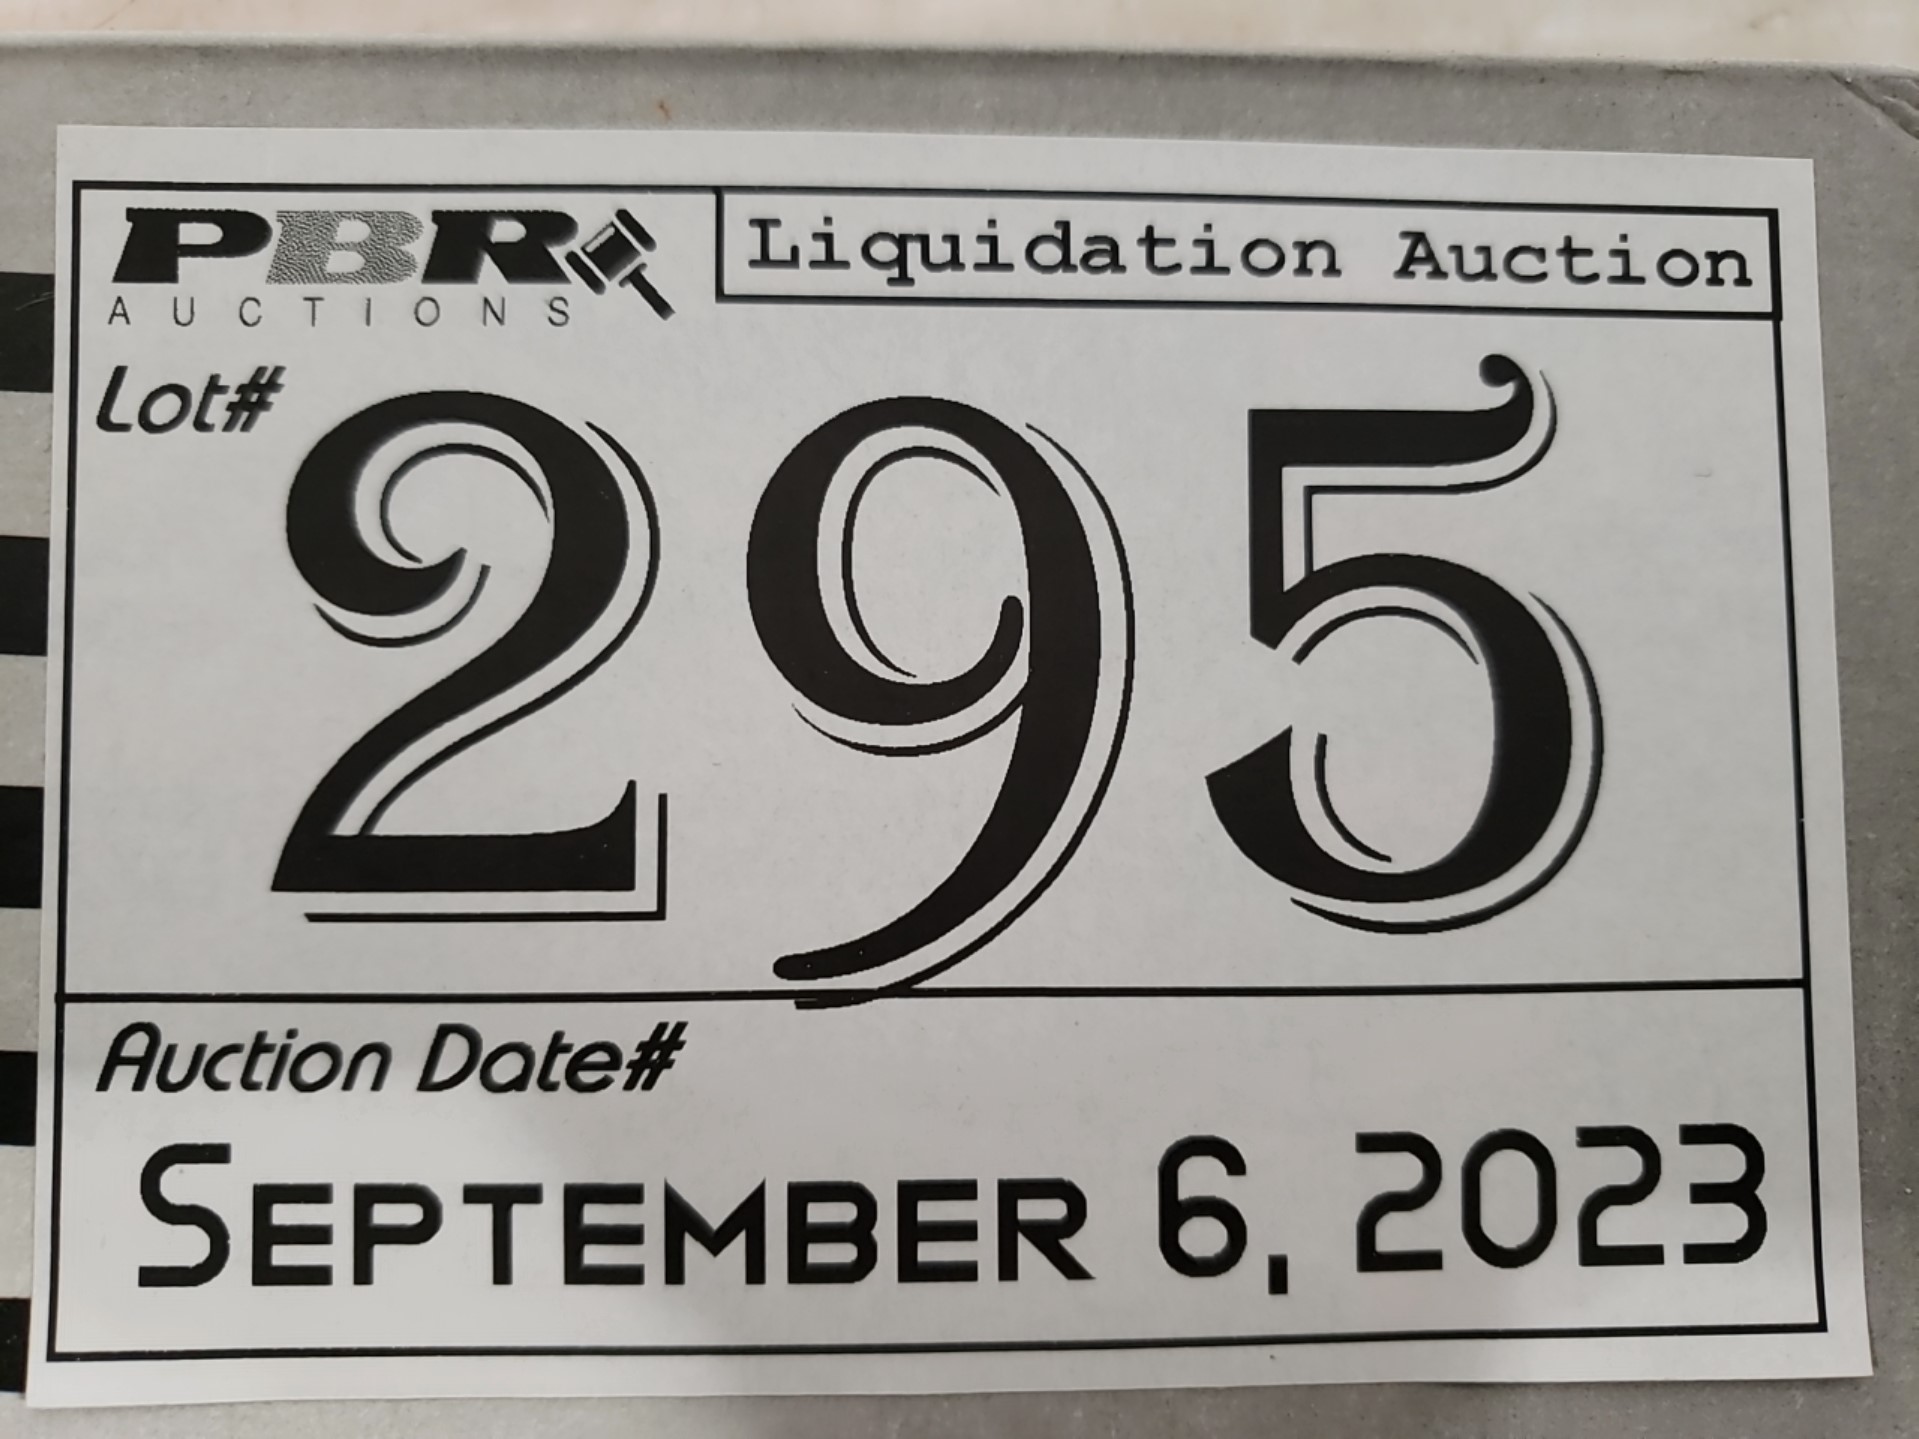 PBR
AUCTIONS
Liquidation Auction
Lot#
295
Auction Date#
SEPTEMBER 6, 2023